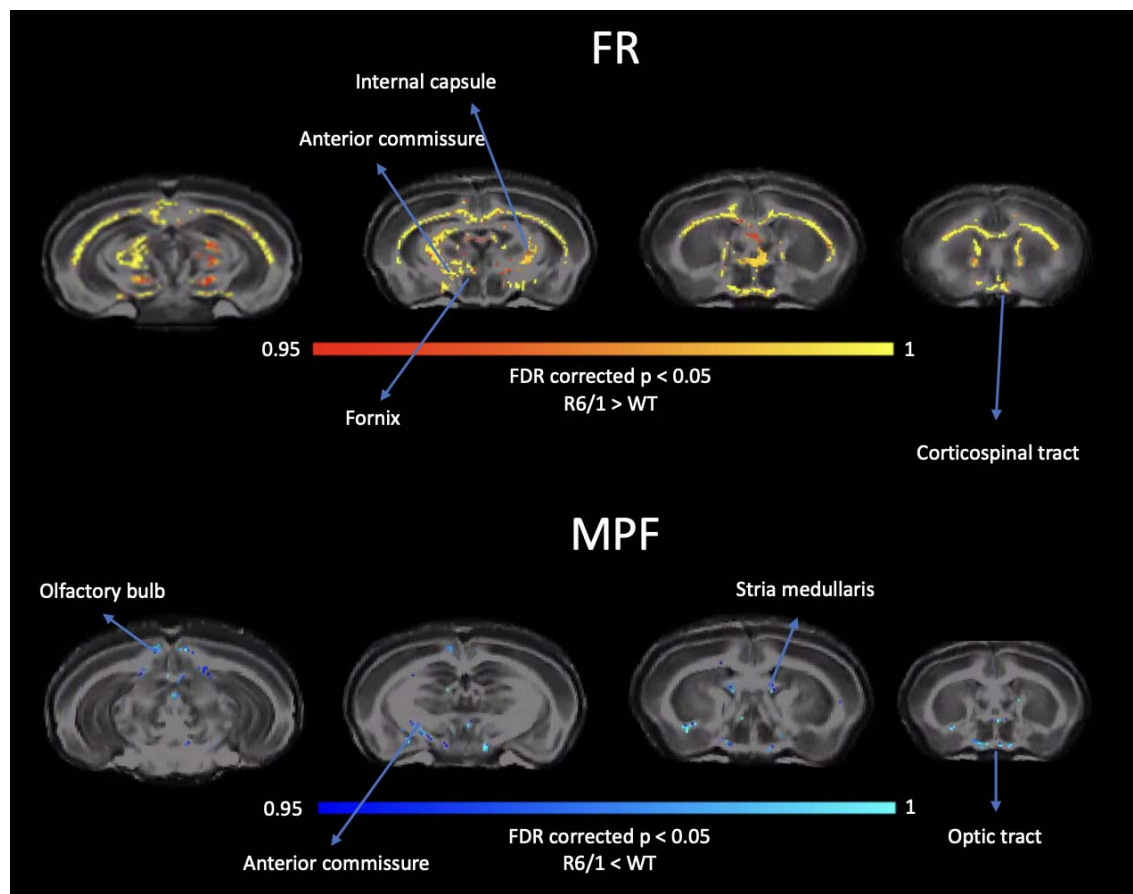 FR
Internal capsule
Anterior commissure
0.95
1
FDR corrected p < 0.05
R6/1 > WT
Fornix
Corticospinal tract
MPF
Olfactory bulb
Stria medullaris
0.95
1
FDR corrected p < 0.05
R6/1 < WT
Anterior commissure
Optic tract